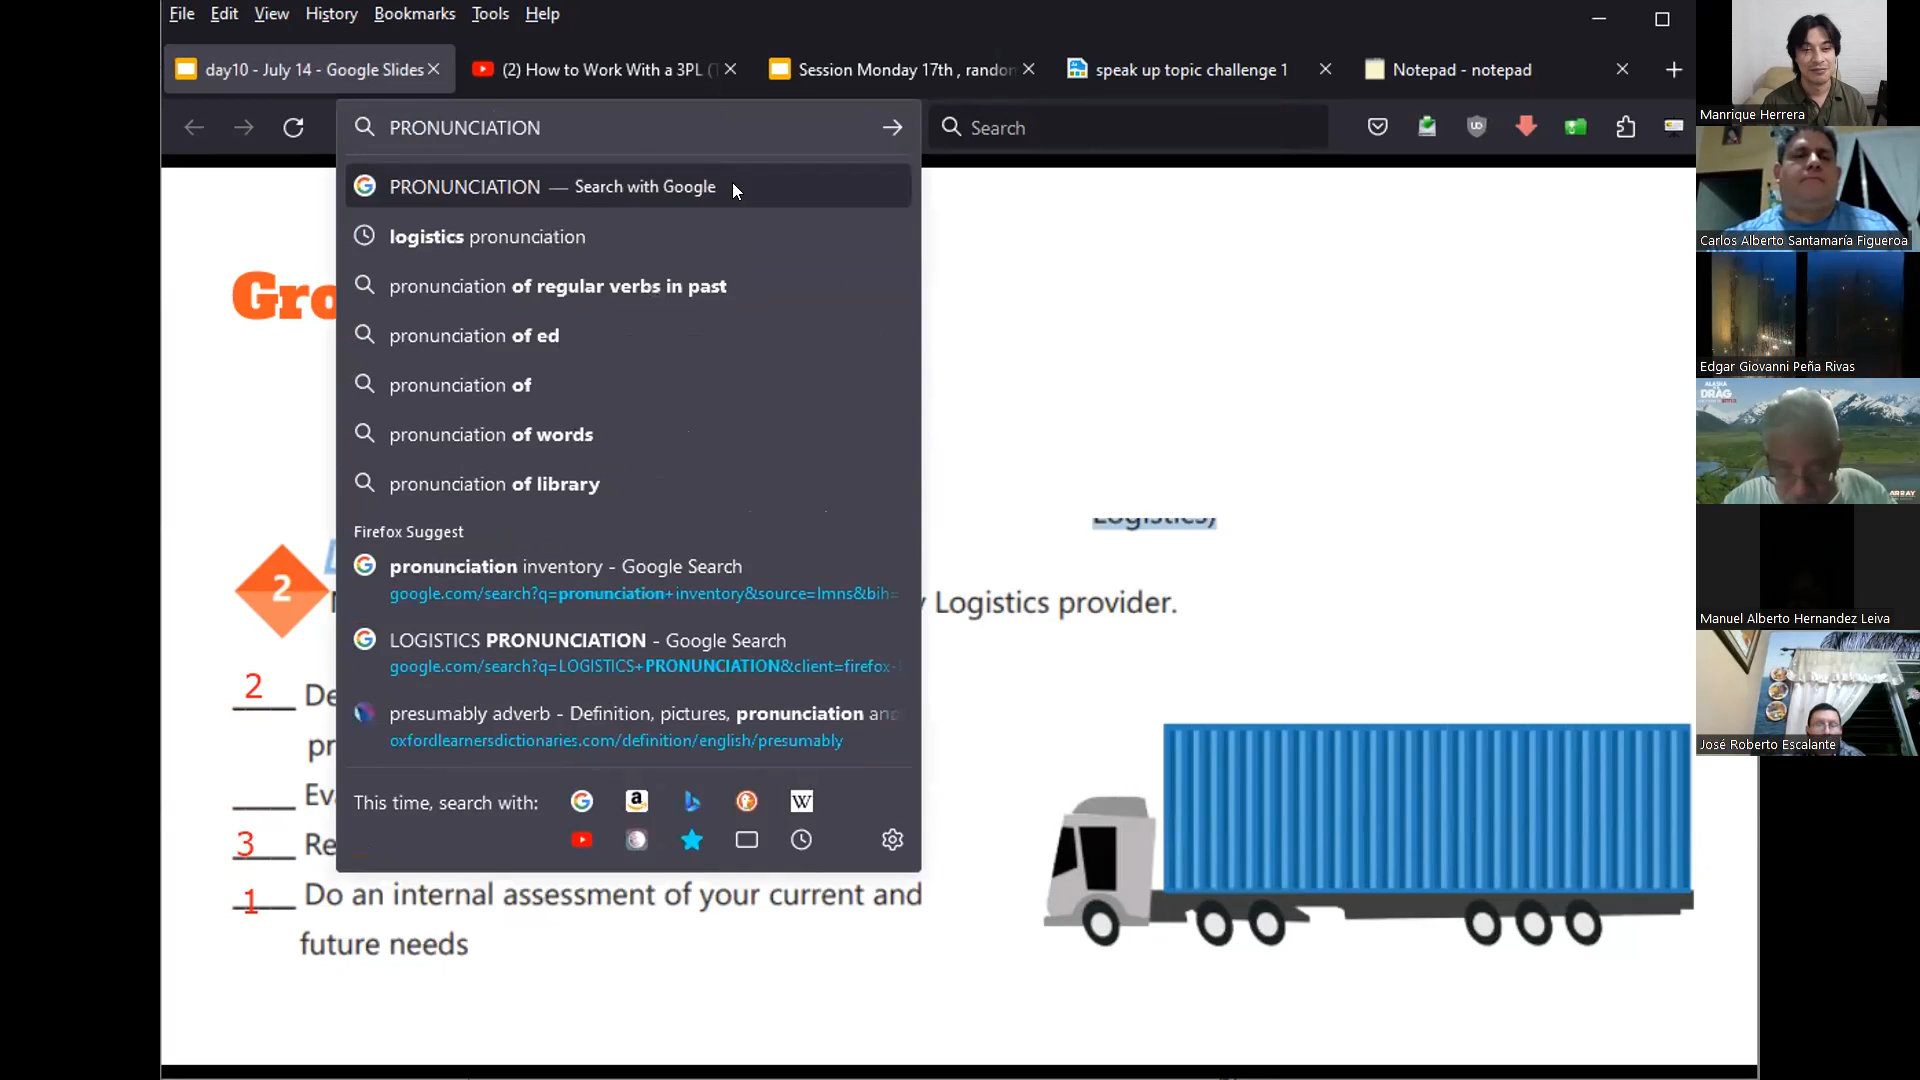 File Edit View History Bookmarks Tools Help
day10 - July 14 - Google Slides
(2) How to Work With a 3PL (
Session Monday 17th , random
speak up topic challenge 1
Notepad - notepad
PRONUNCIATION
Search
PRONUNCIATION — Search with Google
logistics pronunciation
pronunciation of regular verbs in past
pronunciation of ed
pronunciation of
pronunciation of words
pronunciation of library
Firefox Suggest
pronunciation inventory - Google Search
google.com/search?q=pronunciation+inventory&source=lmns&bih=
LOGISTICS PRONUNCIATION - Google Search
google.com/search?q=LOGISTICS+PRONUNCIATION&client=firefox-
presumably adverb - Definition, pictures, pronunciation and
oxfordlearnersdictionaries.com/definition/english/presumably
This time, search with:
Gro
Logistics)
2
Logistics provider.
2 De
pr
Ev
3 Re
1 Do an internal assessment of your current and
future needs
Manrique Herrera
Carlos Alberto Santamaría Figueroa
Edgar Giovanni Peña Rivas
ALASKA
DRAG
Manuel Alberto Hernandez Leiva
José Roberto Escalante